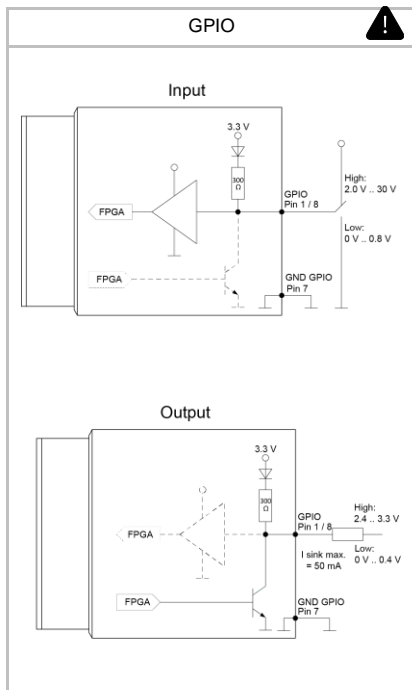 GPIO
!
Input
3.3 V
300
Ω
High:
2.0 V .. 30 V
GPIO
Pin 1 / 8
FPGA
Low:
0 V .. 0.8 V
FPGA
GND GPIO
Pin 7
Output
3.3 V
300
Ω
High:
2.4 .. 3.3 V
GPIO
Pin 1 / 8
FPGA
I sink max.
= 50 mA
Low:
0 V .. 0.4 V
FPGA
GND GPIO
Pin 7